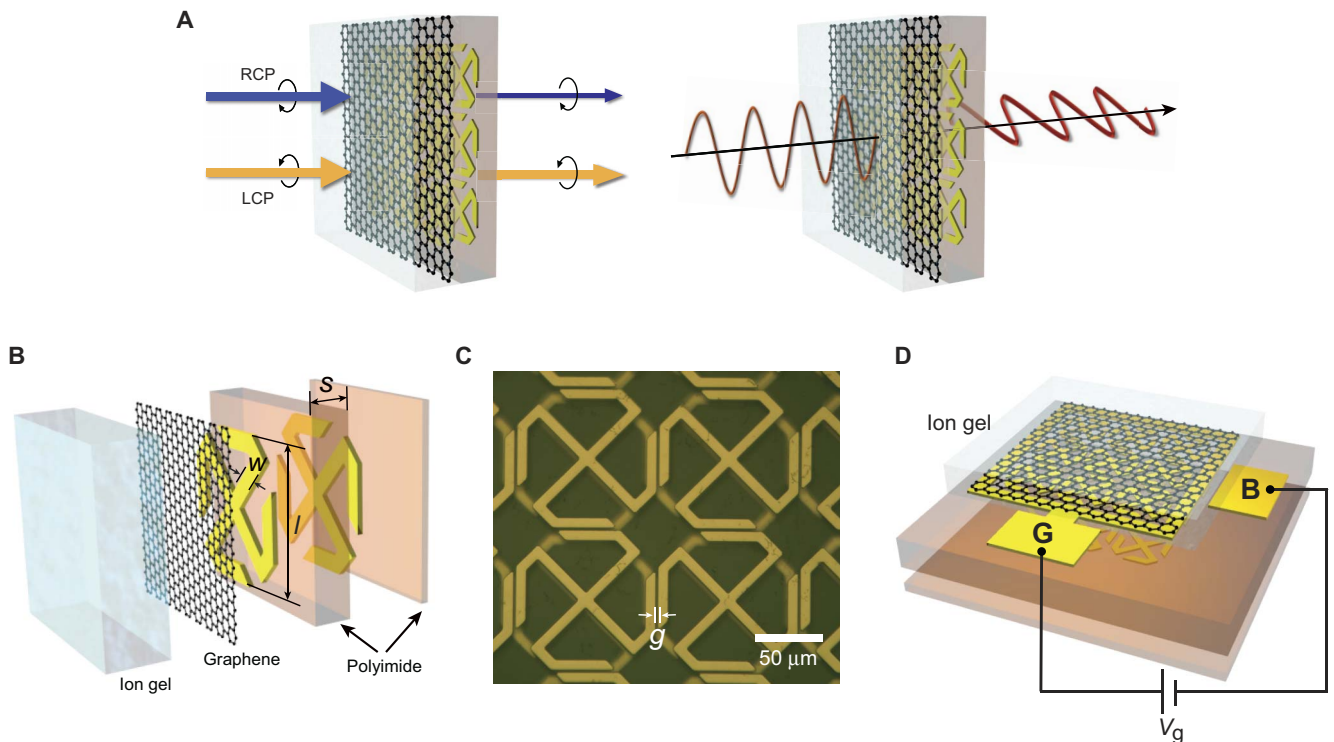 A
RCP
LCP
B
S
w
l
Ion gel
Graphene
Polyimide
C
g
50 μm
D
Ion gel
B
G
Vg